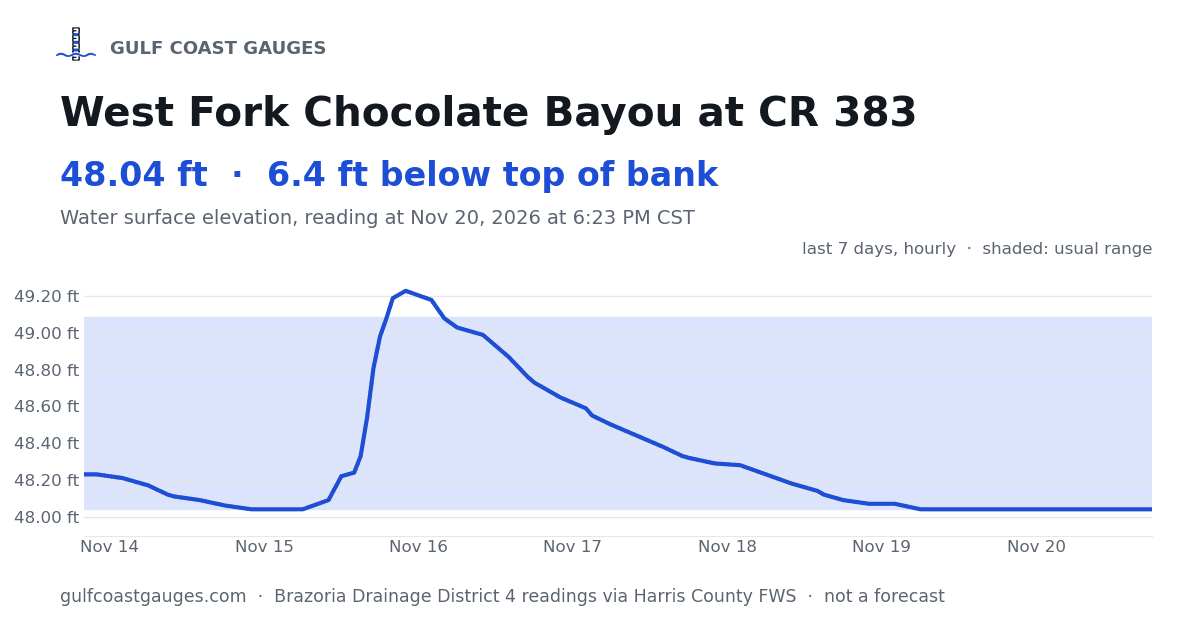 GULF COAST GAUGES
West Fork Chocolate Bayou at CR 383
48.04 ft · 6.4 ft below top of bank
Water surface elevation, reading at Nov 20, 2026 at 6:23 PM CST
last 7 days, hourly · shaded: usual range
49.20 ft
49.00 ft
48.80 ft
48.60 ft
48.40 ft
48.20 ft
48.00 ft
Nov 14 Nov 15 Nov 16 Nov 17 Nov 18 Nov 19 Nov 20
gulfcoastgauges.com · Brazoria Drainage District 4 readings via Harris County FWS · not a forecast